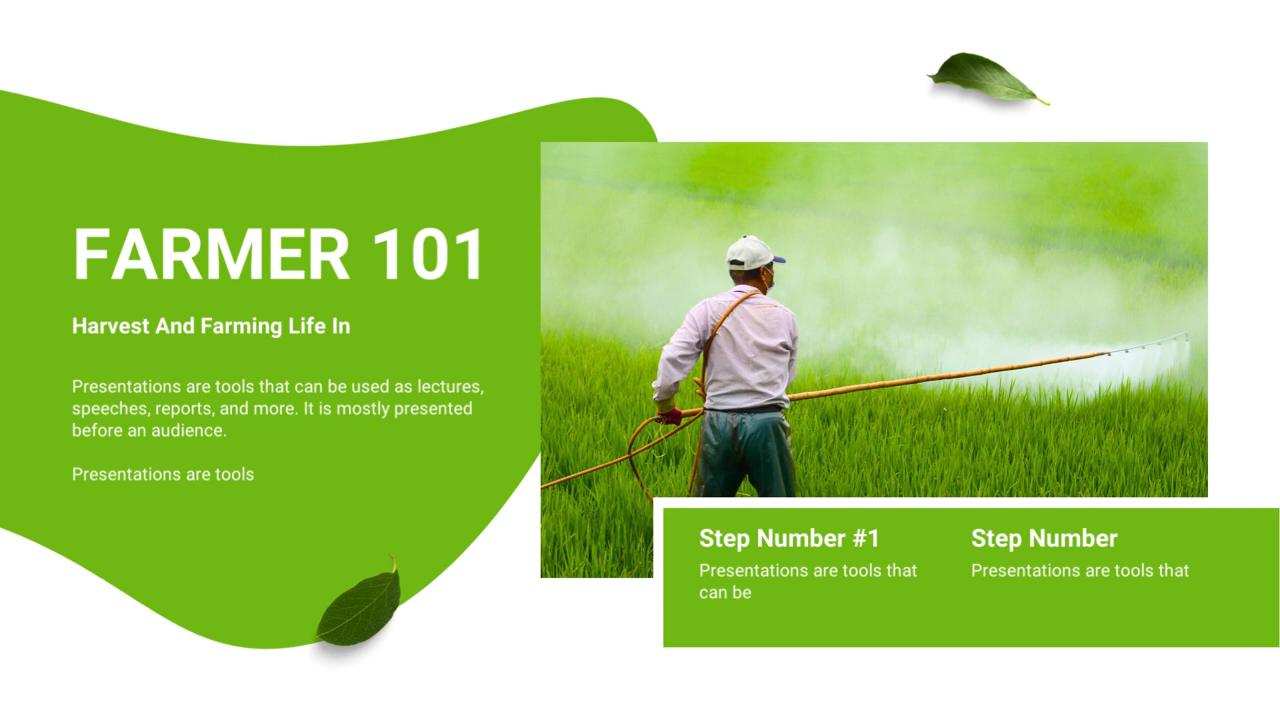 FARMER 101
Harvest And Farming Life In
Presentations are tools that can be used as lectures,
speeches, reports, and more. It is mostly presented
before an audience.
Presentations are tools
Step Number #1
Presentations are tools that
can be
Step Number
Presentations are tools that